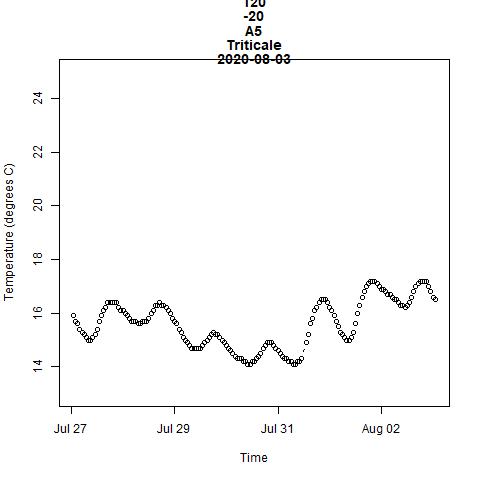 120
-20
A5
Triticale
2020-08-03
24
22
20
18
16
14
Temperature (degrees C)
Jul 27
Jul 29
Jul 31
Aug 02
Time